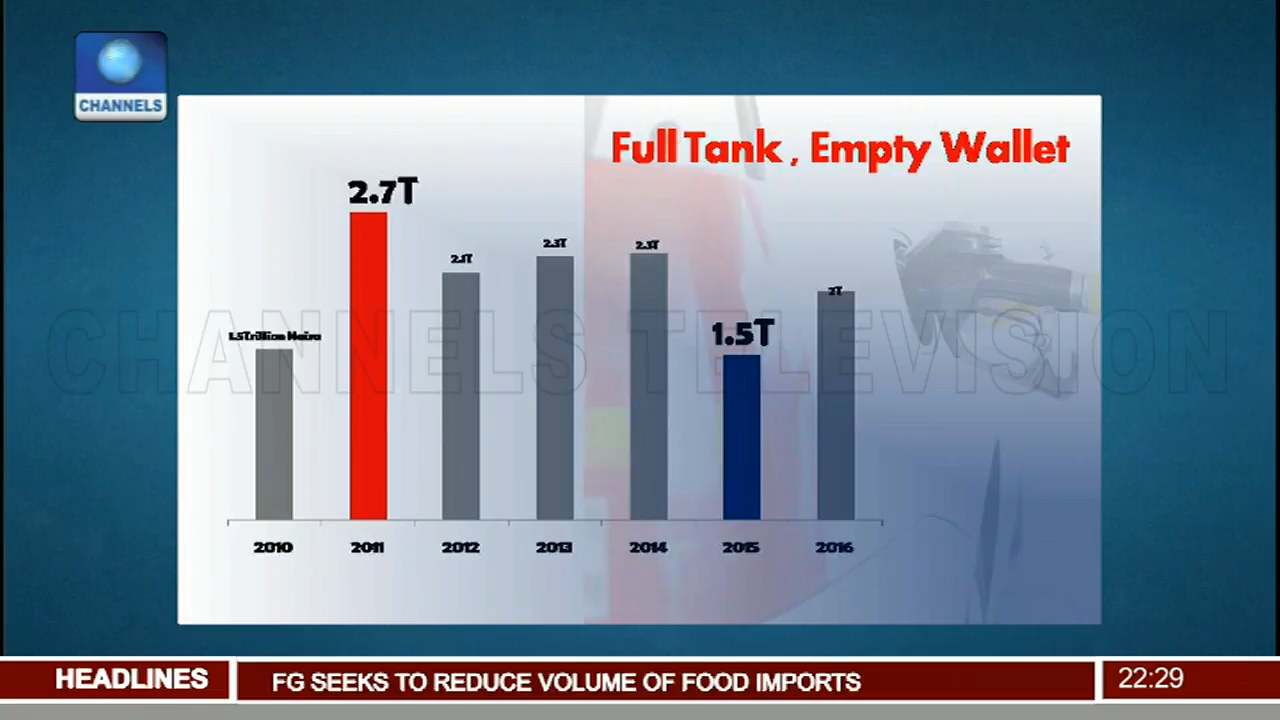 CHANNELS
Full Tank , Empty Wallet
2.7T
2.1T
2.3T
2.3T
1.5Trillion Naira
1.5T
2T
CHANNELS TELEVISION
2010
2011
2012
2013
2014
2015
2016
HEADLINES
FG SEEKS TO REDUCE VOLUME OF FOOD IMPORTS
22:29